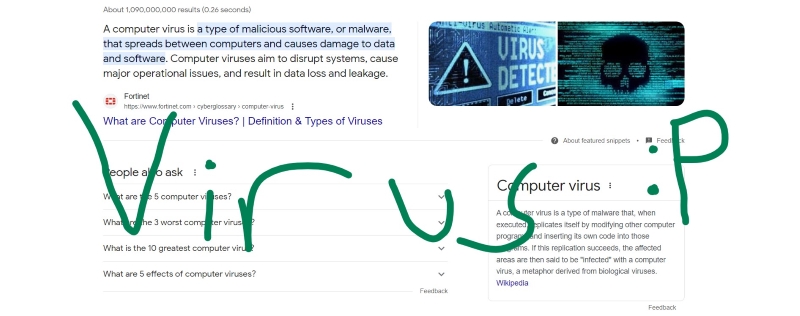 About 1,090,000,000 results (0.26 seconds)
A computer virus is a type of malicious software, or malware,
that spreads between computers and causes damage to data
and software. Computer viruses aim to disrupt systems, cause
major operational issues, and result in data loss and leakage.
VIRUS
DETECTE
Delete
Fortinet
https://www.fortinet.com › cyberglossary › computer-virus
What are Computer Viruses? | Definition & Types of Viruses
About featured snippets • Feedback
Virus :P
People also ask
What are the 5 computer viruses?
What are the 3 worst computer viruses?
What is the 10 greatest computer virus?
What are 5 effects of computer viruses?
Feedback
Computer virus
A computer virus is a type of malware that, when
executed, replicates itself by modifying other computer
programs and inserting its own code into those
programs. If this replication succeeds, the affected
areas are then said to be "infected" with a computer
virus, a metaphor derived from biological viruses.
Wikipedia
Feedback